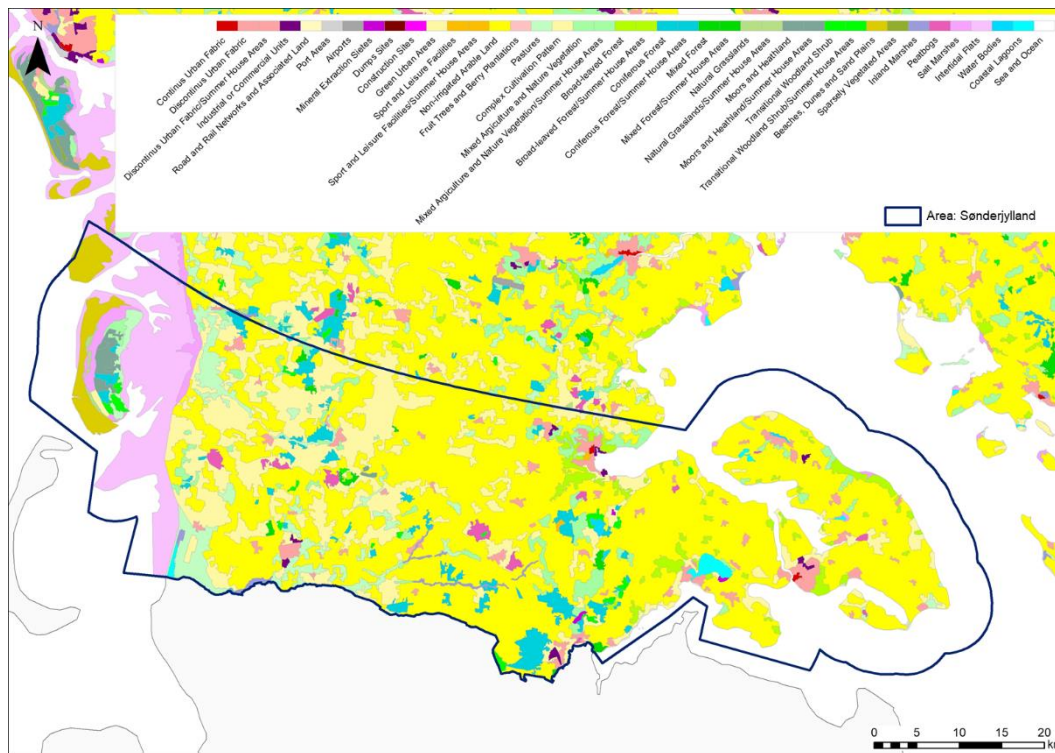 N
Continus Urban Fabric
Discontinus Urban Fabric
Discontinus Urban Fabric/Summer House Areas
Industrial or Commercial Units
Road and Rail Networks and Associated Land
Port Areas
Airports
Mineral Extraction Sietes
Dumps Sites
Construction Sites
Green Urban Areas
Sport and Leisure Facilities
Sport and Leisure Facilities/Summer House Areas
Non-irrigated Arable Land
Fruit Trees and Berry Plantations
Pastures
Complex Cultivation Pattern
Mixed Agriculture and Nature Vegetation
Mixed Argiculture and Nature Vegetation/Summer House Areas
Broad-leaved Forest
Broad-leaved Forest/Summer House Areas
Coniferous Forest
Coniferous Forest/Summer House Areas
Mixed Forest
Mixed Forest/Summer House Areas
Natural Grasslands
Natural Grasslands/Summer House Areas
Moors and Heathland
Moors and Heathland/Summer House Areas
Transitional Woodland Shrub
Transitional Woodland Shrub/Summer House Areas
Beaches, Dunes and Sand Plains
Sparsely Vegetated Areas
Inland Marshes
Peatbogs
Salt Marshes
Intertidal Flats
Water Bodies
Coastal Lagoons
Sea and Ocean
Area: Sønderjylland
0 5 10 15 20